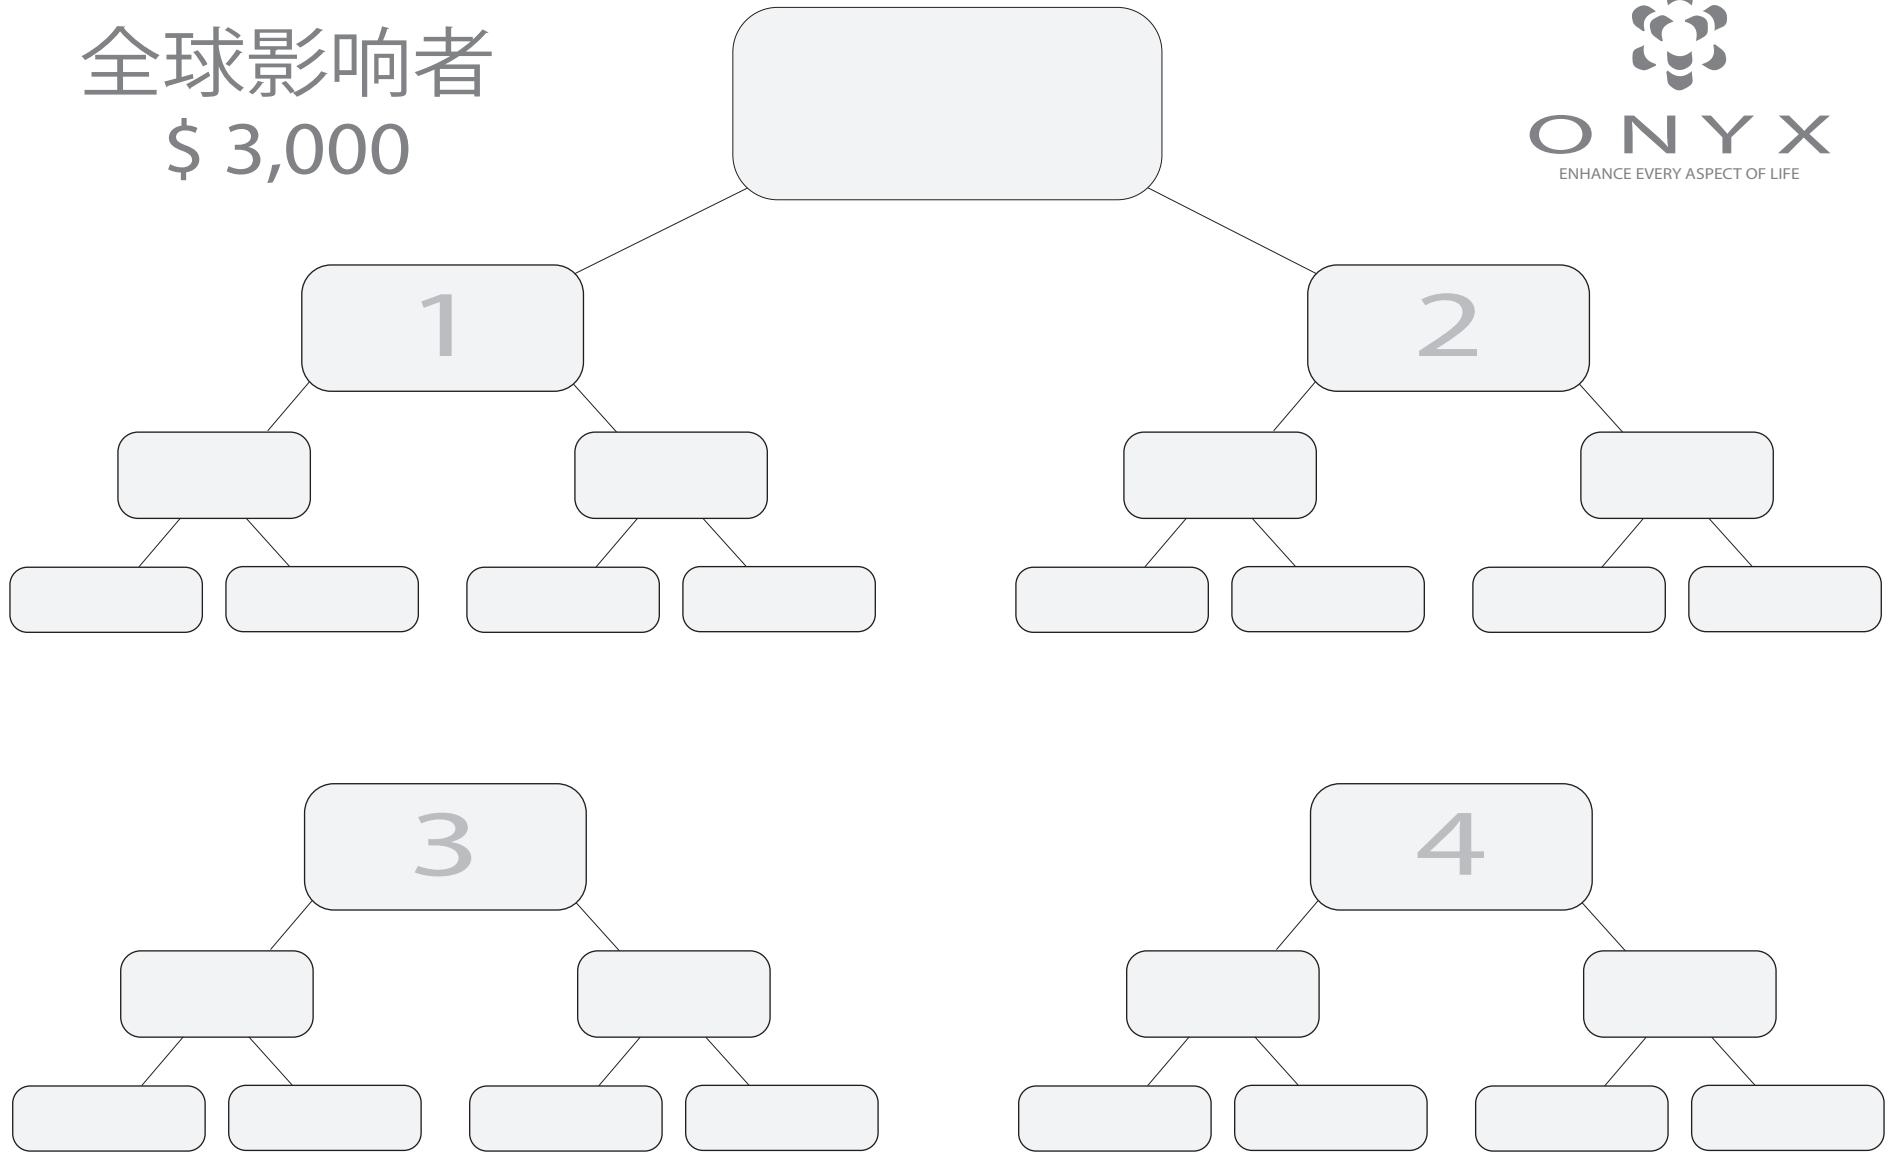 全球影响者
$ 3,000
ONYX
ENHANCE EVERY ASPECT OF LIFE
1
2
3
4